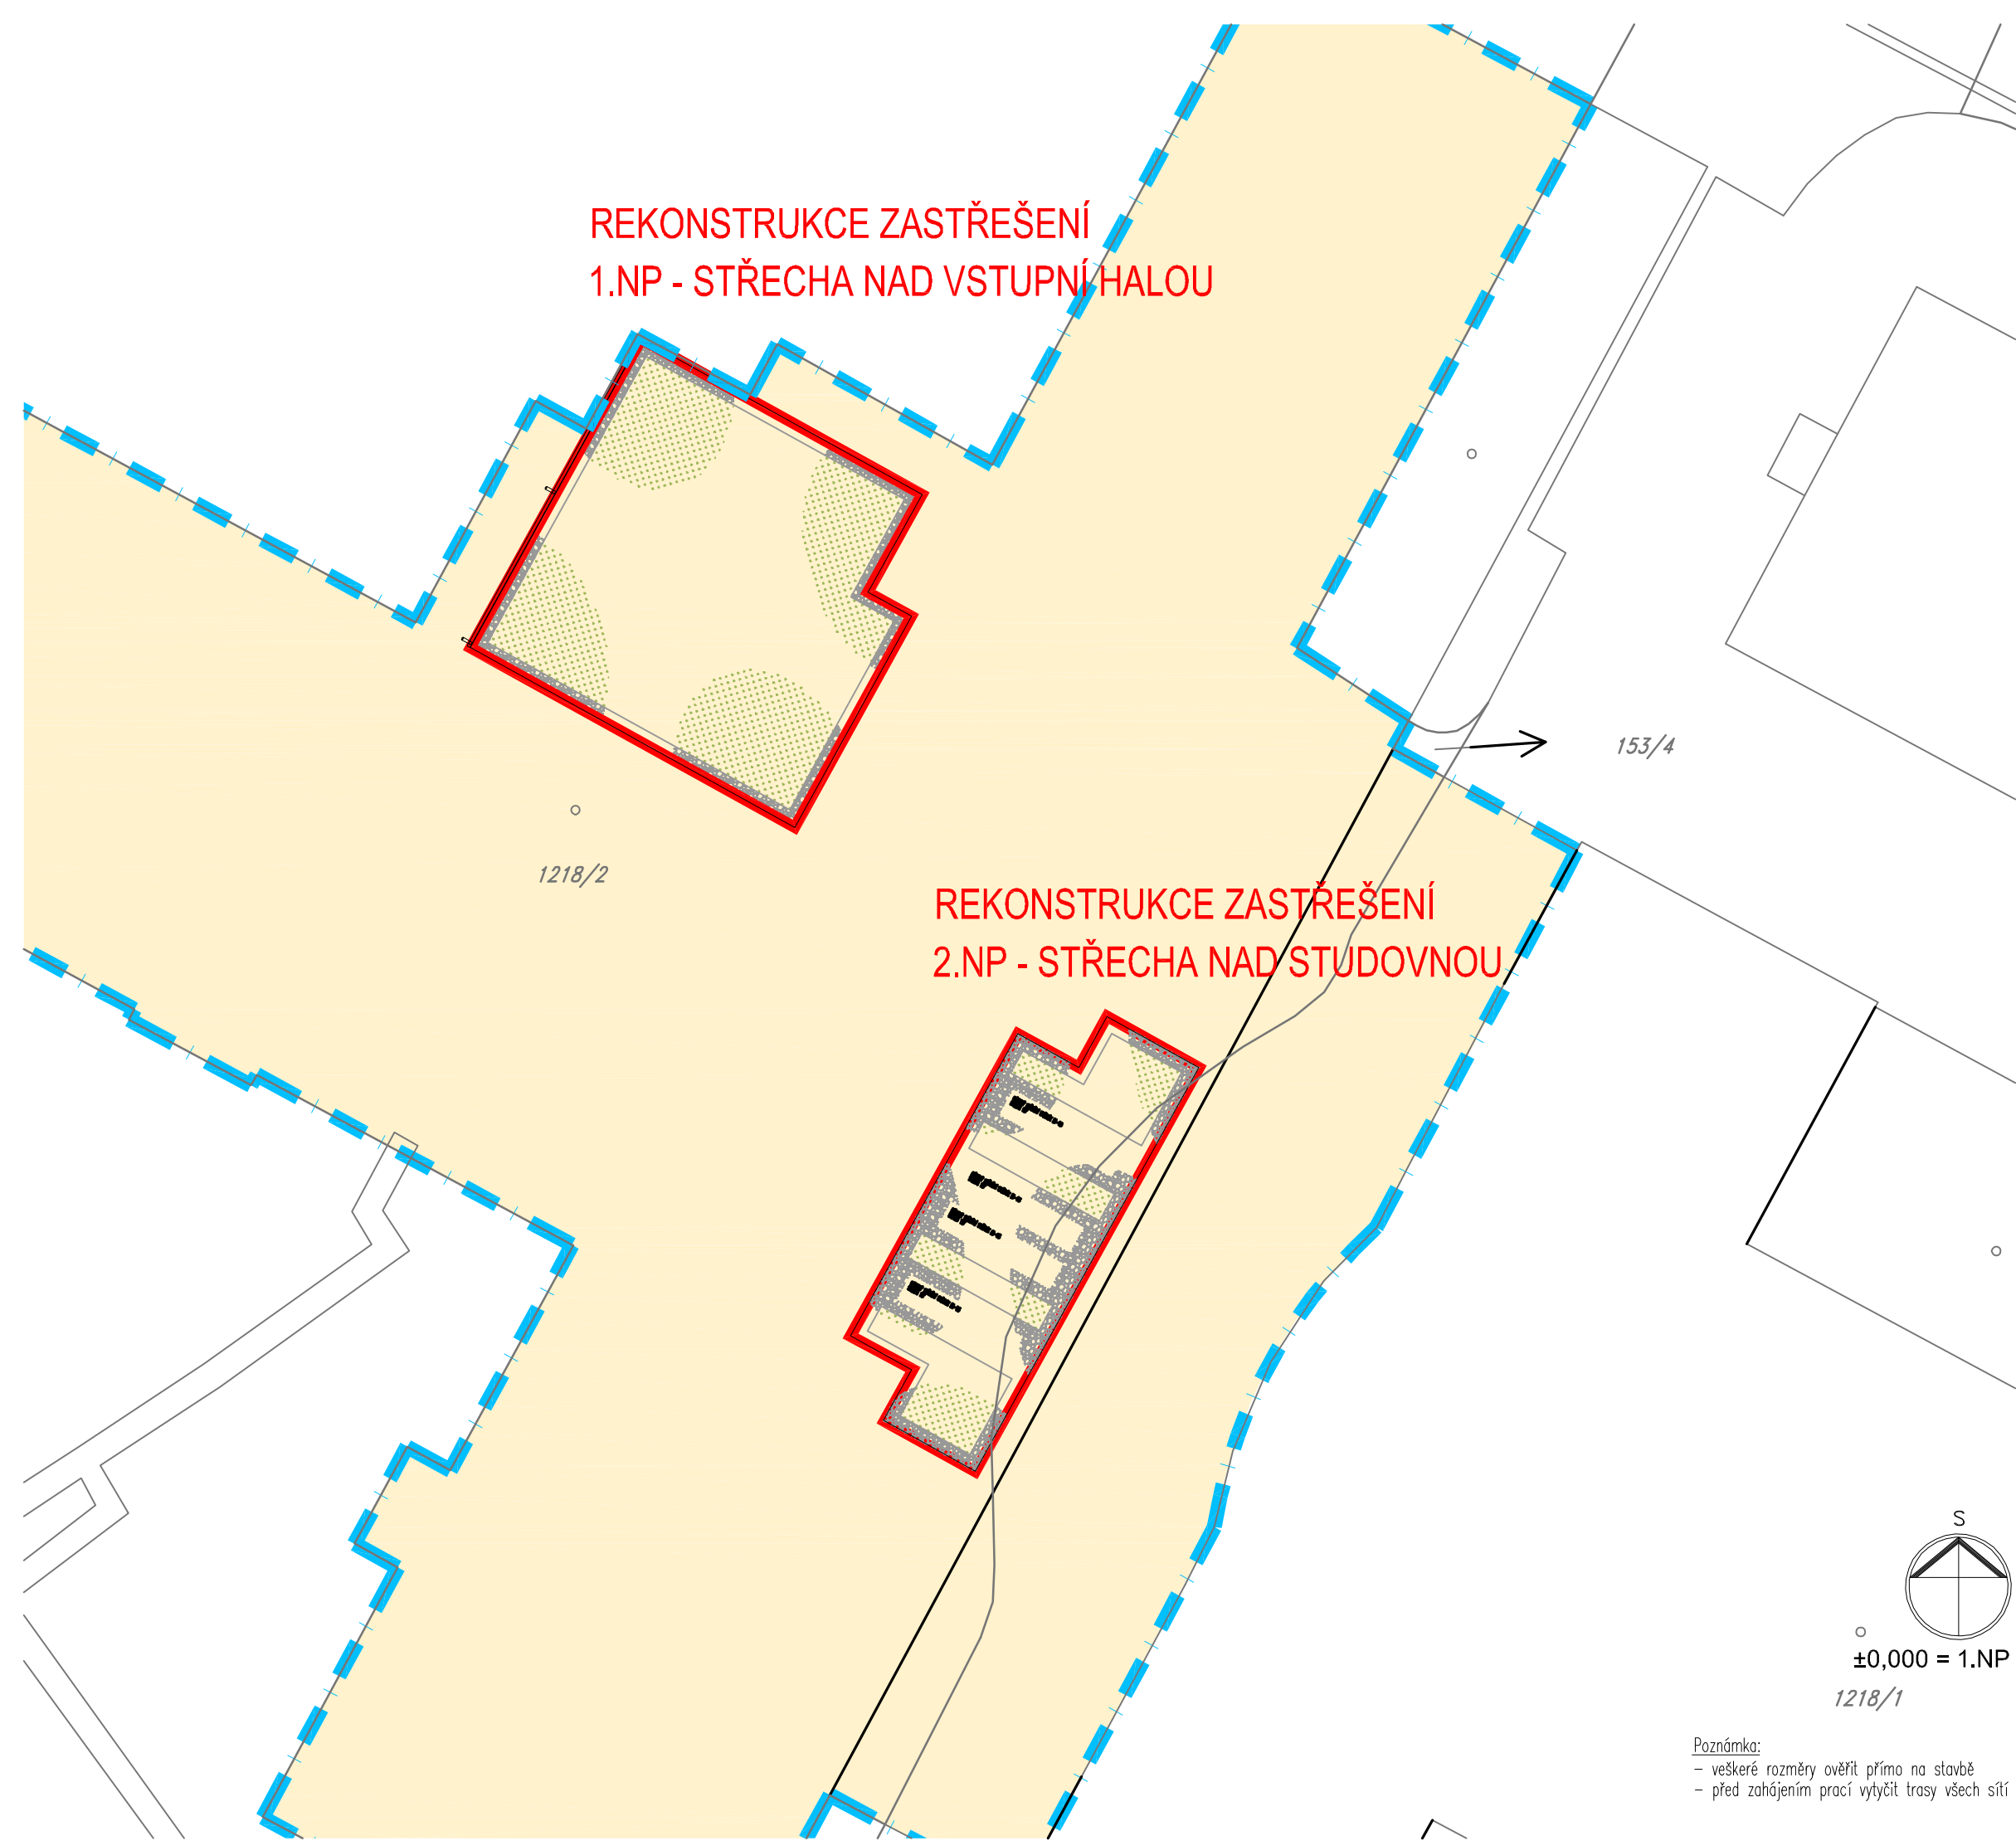 REKONSTRUKCE ZASTŘEŠENÍ
1.NP - STŘECHA NAD VSTUPNÍ HALOU
153/4
1218/2
REKONSTRUKCE ZASTŘEŠENÍ
2.NP - STŘECHA NAD STUDOVNOU
S
±0,000 = 1.NP
1218/1
Poznámka:
- veškeré rozměry ověřit přímo na stavbě
- před zahájením prací vytyčit trasy všech sítí